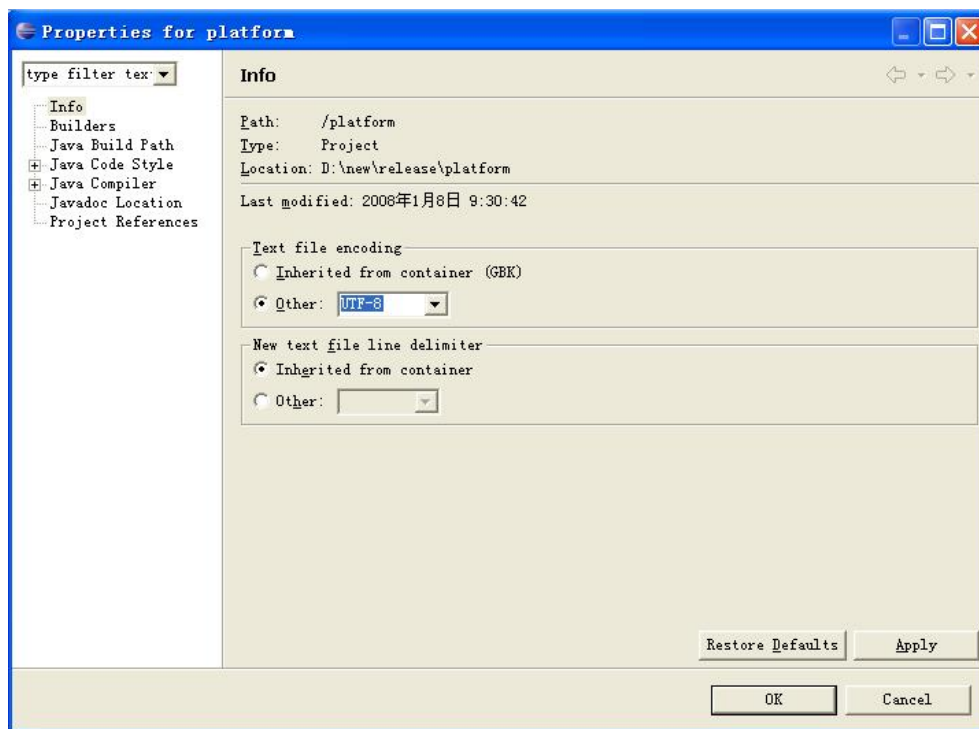 Properties for platform
type filter tex
Info
Builders
Java Build Path
Java Code Style
Java Compiler
Javadoc Location
Project References
Info
Path: /platform
Type: Project
Location: D:\new\release\platform
Last modified: 2008年1月8日 9:30:42
Text file encoding
Inherited from container (GBK)
Other: UTF-8
New text file line delimiter
Inherited from container
Other:
Restore Defaults Apply
OK Cancel